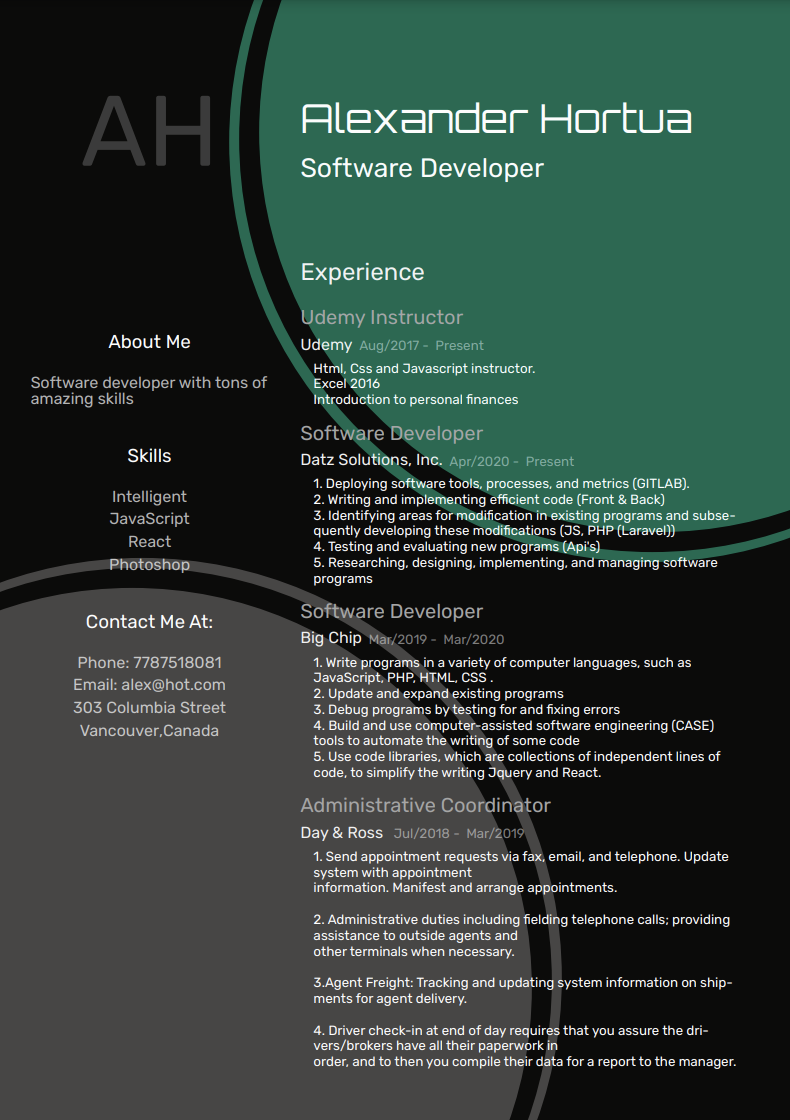 AH
Alexander Hortua
Software Developer
About Me
Software developer with tons of
amazing skills
Skills
Intelligent
JavaScript
React
Photoshop
Contact Me At:
Phone: 7787518081
Email: alex@hot.com
303 Columbia Street
Vancouver,Canada
Experience
Udemy Instructor
Udemy Aug/2017 - Present
Html, Css and Javascript instructor.
Excel 2016
Introduction to personal finances
Software Developer
Datz Solutions, Inc. Apr/2020 - Present
1. Deploying software tools, processes, and metrics (GITLAB).
2. Writing and implementing efficient code (Front & Back)
3. Identifying areas for modification in existing programs and subse-
quently developing these modifications (JS, PHP (Laravel))
4. Testing and evaluating new programs (Api's)
5. Researching, designing, implementing, and managing software
programs
Software Developer
Big Chip Mar/2019 - Mar/2020
1. Write programs in a variety of computer languages, such as
JavaScript, PHP, HTML, CSS .
2. Update and expand existing programs
3. Debug programs by testing for and fixing errors
4. Build and use computer-assisted software engineering (CASE)
tools to automate the writing of some code
5. Use code libraries, which are collections of independent lines of
code, to simplify the writing Jquery and React.
Administrative Coordinator
Day & Ross Jul/2018 - Mar/2019
1. Send appointment requests via fax, email, and telephone. Update
system with appointment
information. Manifest and arrange appointments.
2. Administrative duties including fielding telephone calls; providing
assistance to outside agents and
other terminals when necessary.
3.Agent Freight: Tracking and updating system information on ship-
ments for agent delivery.
4. Driver check-in at end of day requires that you assure the dri-
vers/brokers have all their paperwork in
order, and to then you compile their data for a report to the manager.